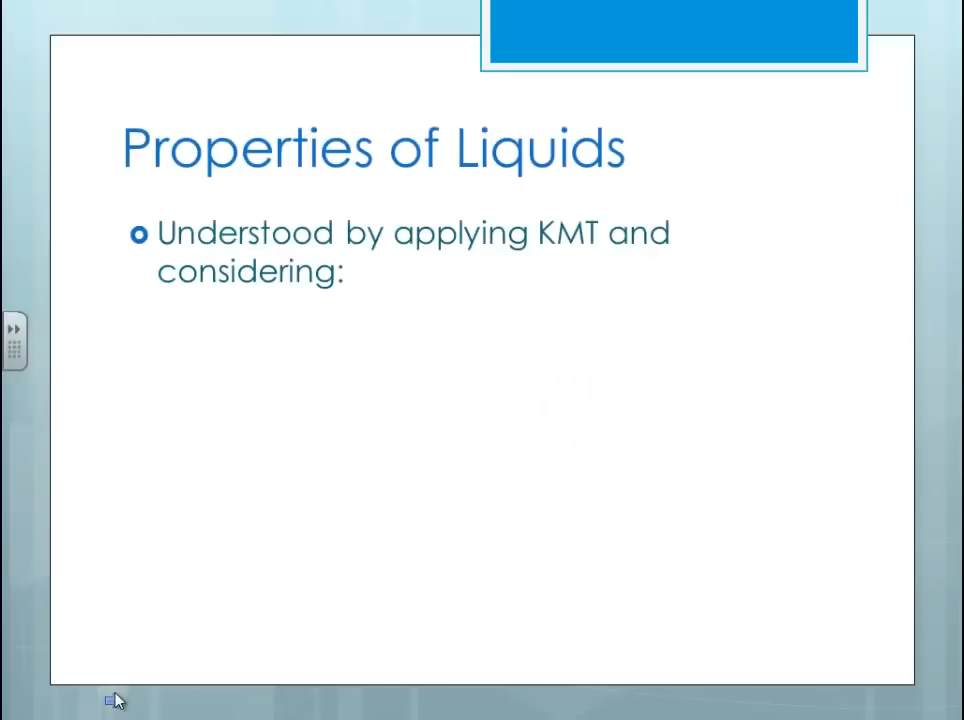 Properties of Liquids
Understood by applying KMT and
considering: